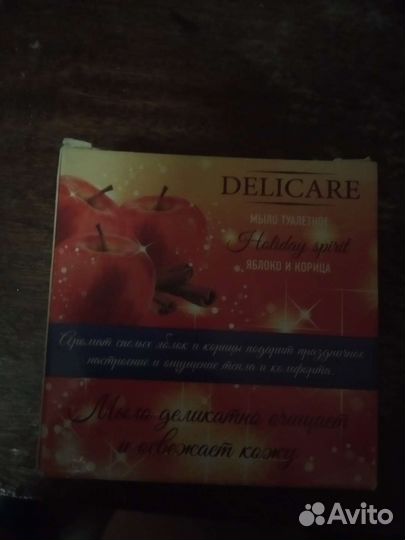 DELICARE
МЫЛО ТУАЛЕТНОЕ
Holiday spirit
ЯБЛОКО И КОРИЦА
Аромат спелых яблок и корицы подарит праздничное
настроение и ощущение тепла и комфорта.
Мыло деликатно очищает
и освежает кожу
Avito